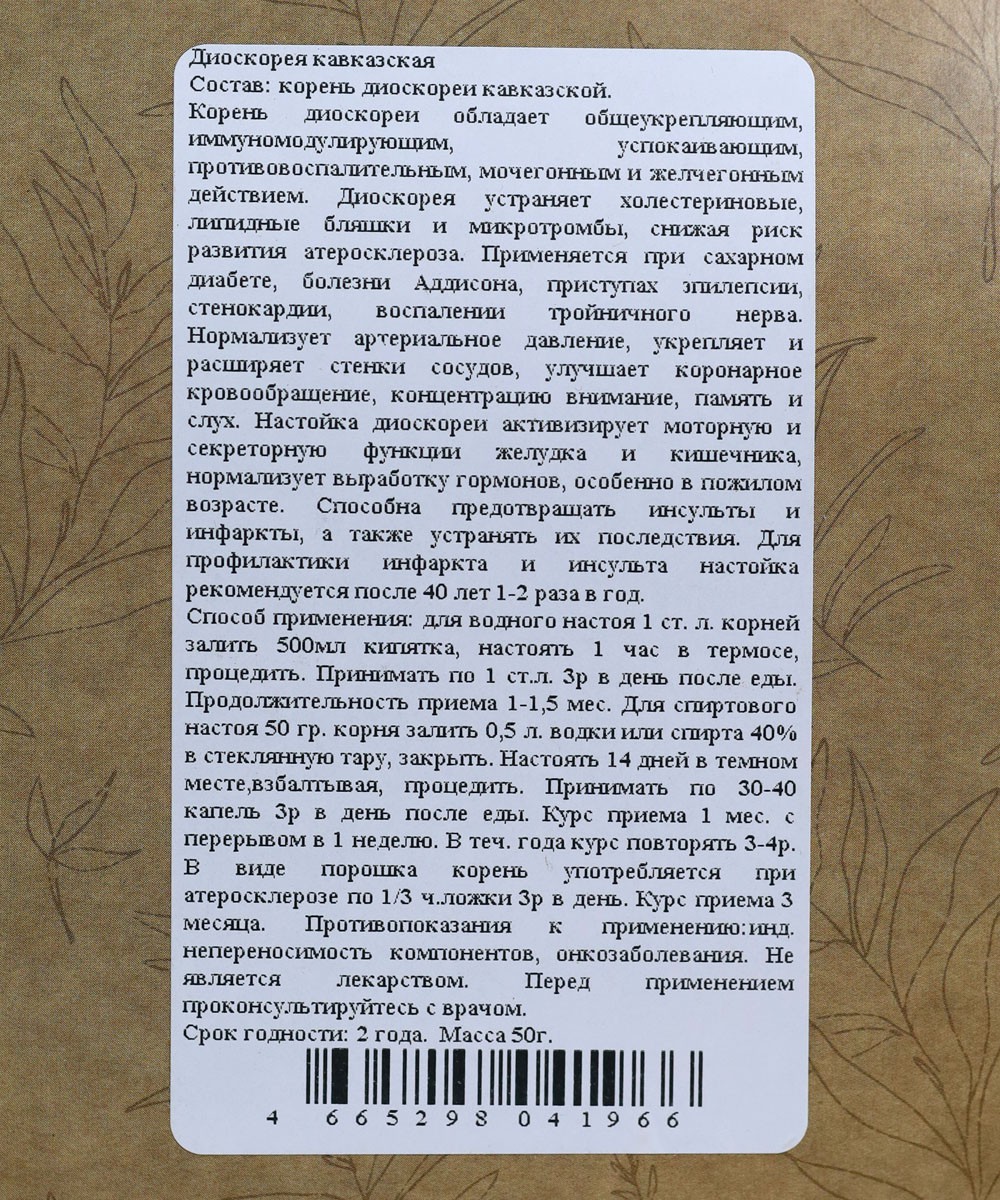 Диоскорея кавказская
Состав: корень диоскореи кавказской.
Корень диоскореи обладает общеукрепляющим,
иммуномодулирующим, успокаивающим,
противовоспалительным, мочегонным и желчегонным
действием. Диоскорея устраняет холестериновые,
липидные бляшки и микротромбы, снижая риск
развития атеросклероза. Применяется при сахарном
диабете, болезни Аддисона, приступах эпилепсии,
стенокардии, воспалении тройничного нерва.
Нормализует артериальное давление, укрепляет и
расширяет стенки сосудов, улучшает коронарное
кровообращение, концентрацию внимание, память и
слух. Настойка диоскореи активизирует моторную и
секреторную функции желудка и кишечника,
нормализует выработку гормонов, особенно в пожилом
возрасте. Способна предотвращать инсульты и
инфаркты, а также устранять их последствия. Для
профилактики инфаркта и инсульта настойка
рекомендуется после 40 лет 1-2 раза в год.
Способ применения: для водного настоя 1 ст. л. корней
залить 500мл кипятка, настоять 1 час в термосе,
процедить. Принимать по 1 ст.л. 3р в день после еды.
Продолжительность приема 1-1,5 мес. Для спиртового
настоя 50 гр. корня залить 0,5 л. водки или спирта 40%
в стеклянную тару, закрыть. Настоять 14 дней в темном
месте,взбалтывая, процедить. Принимать по 30-40
капель 3р в день после еды. Курс приема 1 мес. с
перерывом в 1 неделю. В теч. года курс повторять 3-4р.
В виде порошка корень употребляется при
атеросклерозе по 1/3 ч.ложки 3р в день. Курс приема 3
месяца. Противопоказания к применению:инд.
непереносимость компонентов, онкозаболевания. Не
является лекарством. Перед применением
проконсультируйтесь с врачом.
Срок годности: 2 года. Масса 50г.
4 665298 041966